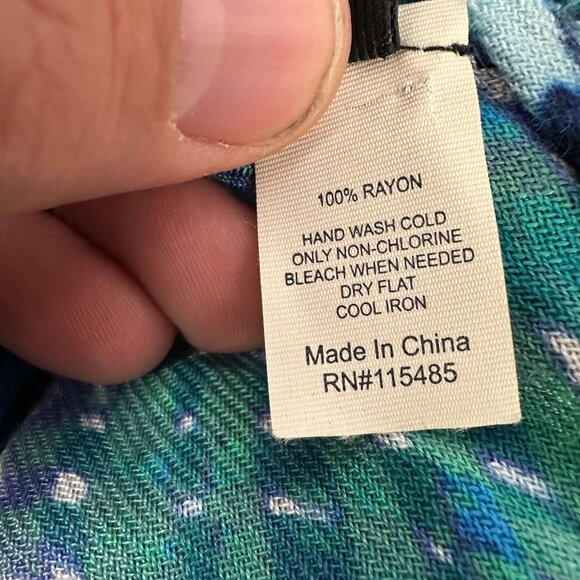 100% RAYON
HAND WASH COLD
ONLY NON-CHLORINE
BLEACH WHEN NEEDED
DRY FLAT
COOL IRON
Made In China
RN#115485